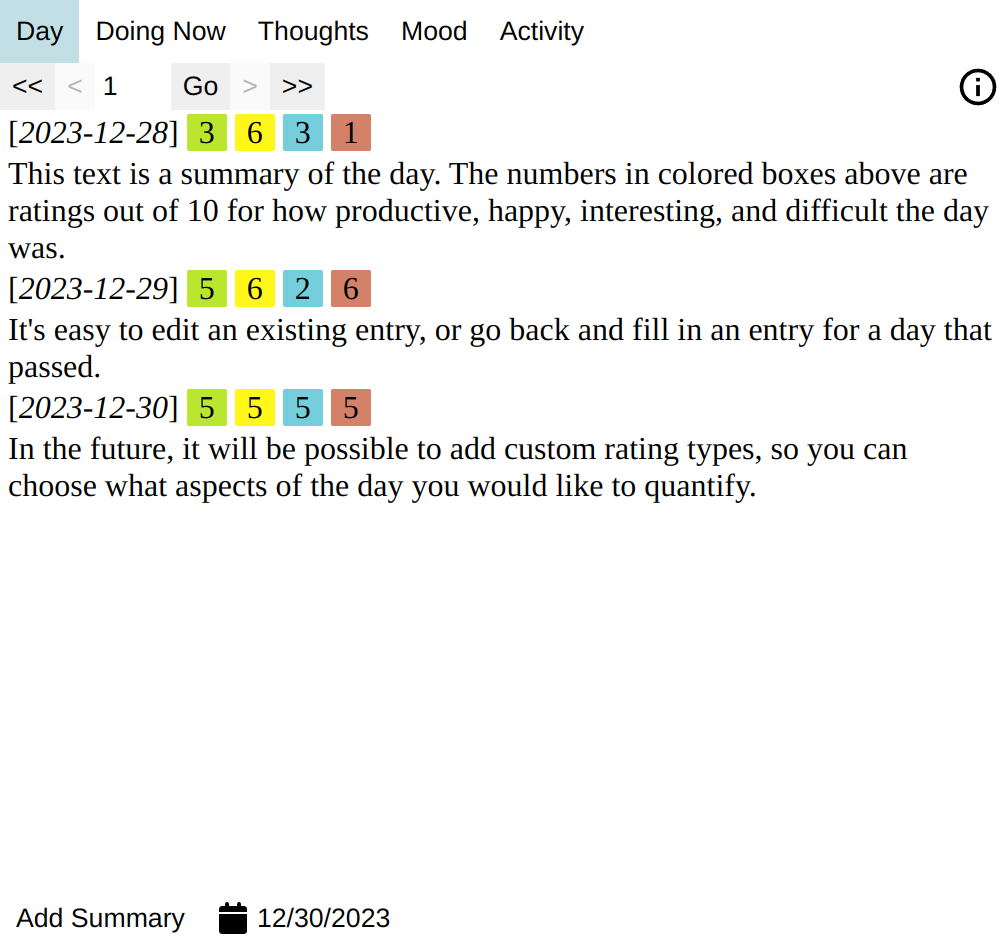 Day Doing Now Thoughts Mood Activity
<< < 1 Go > >>
[2023-12-28] 3 6 3 1
This text is a summary of the day. The numbers in colored boxes above are
ratings out of 10 for how productive, happy, interesting, and difficult the day
was.
[2023-12-29] 5 6 2 6
It's easy to edit an existing entry, or go back and fill in an entry for a day that
passed.
[2023-12-30] 5 5 5 5
In the future, it will be possible to add custom rating types, so you can
choose what aspects of the day you would like to quantify.
Add Summary 12/30/2023